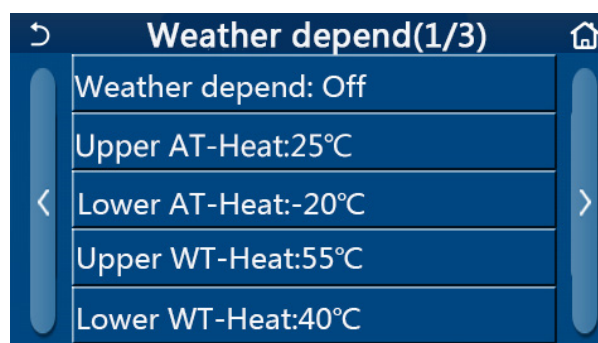 Weather depend(1/3)
Weather depend: Off
Upper AT-Heat:25℃
Lower AT-Heat:-20℃
Upper WT-Heat:55℃
Lower WT-Heat:40℃